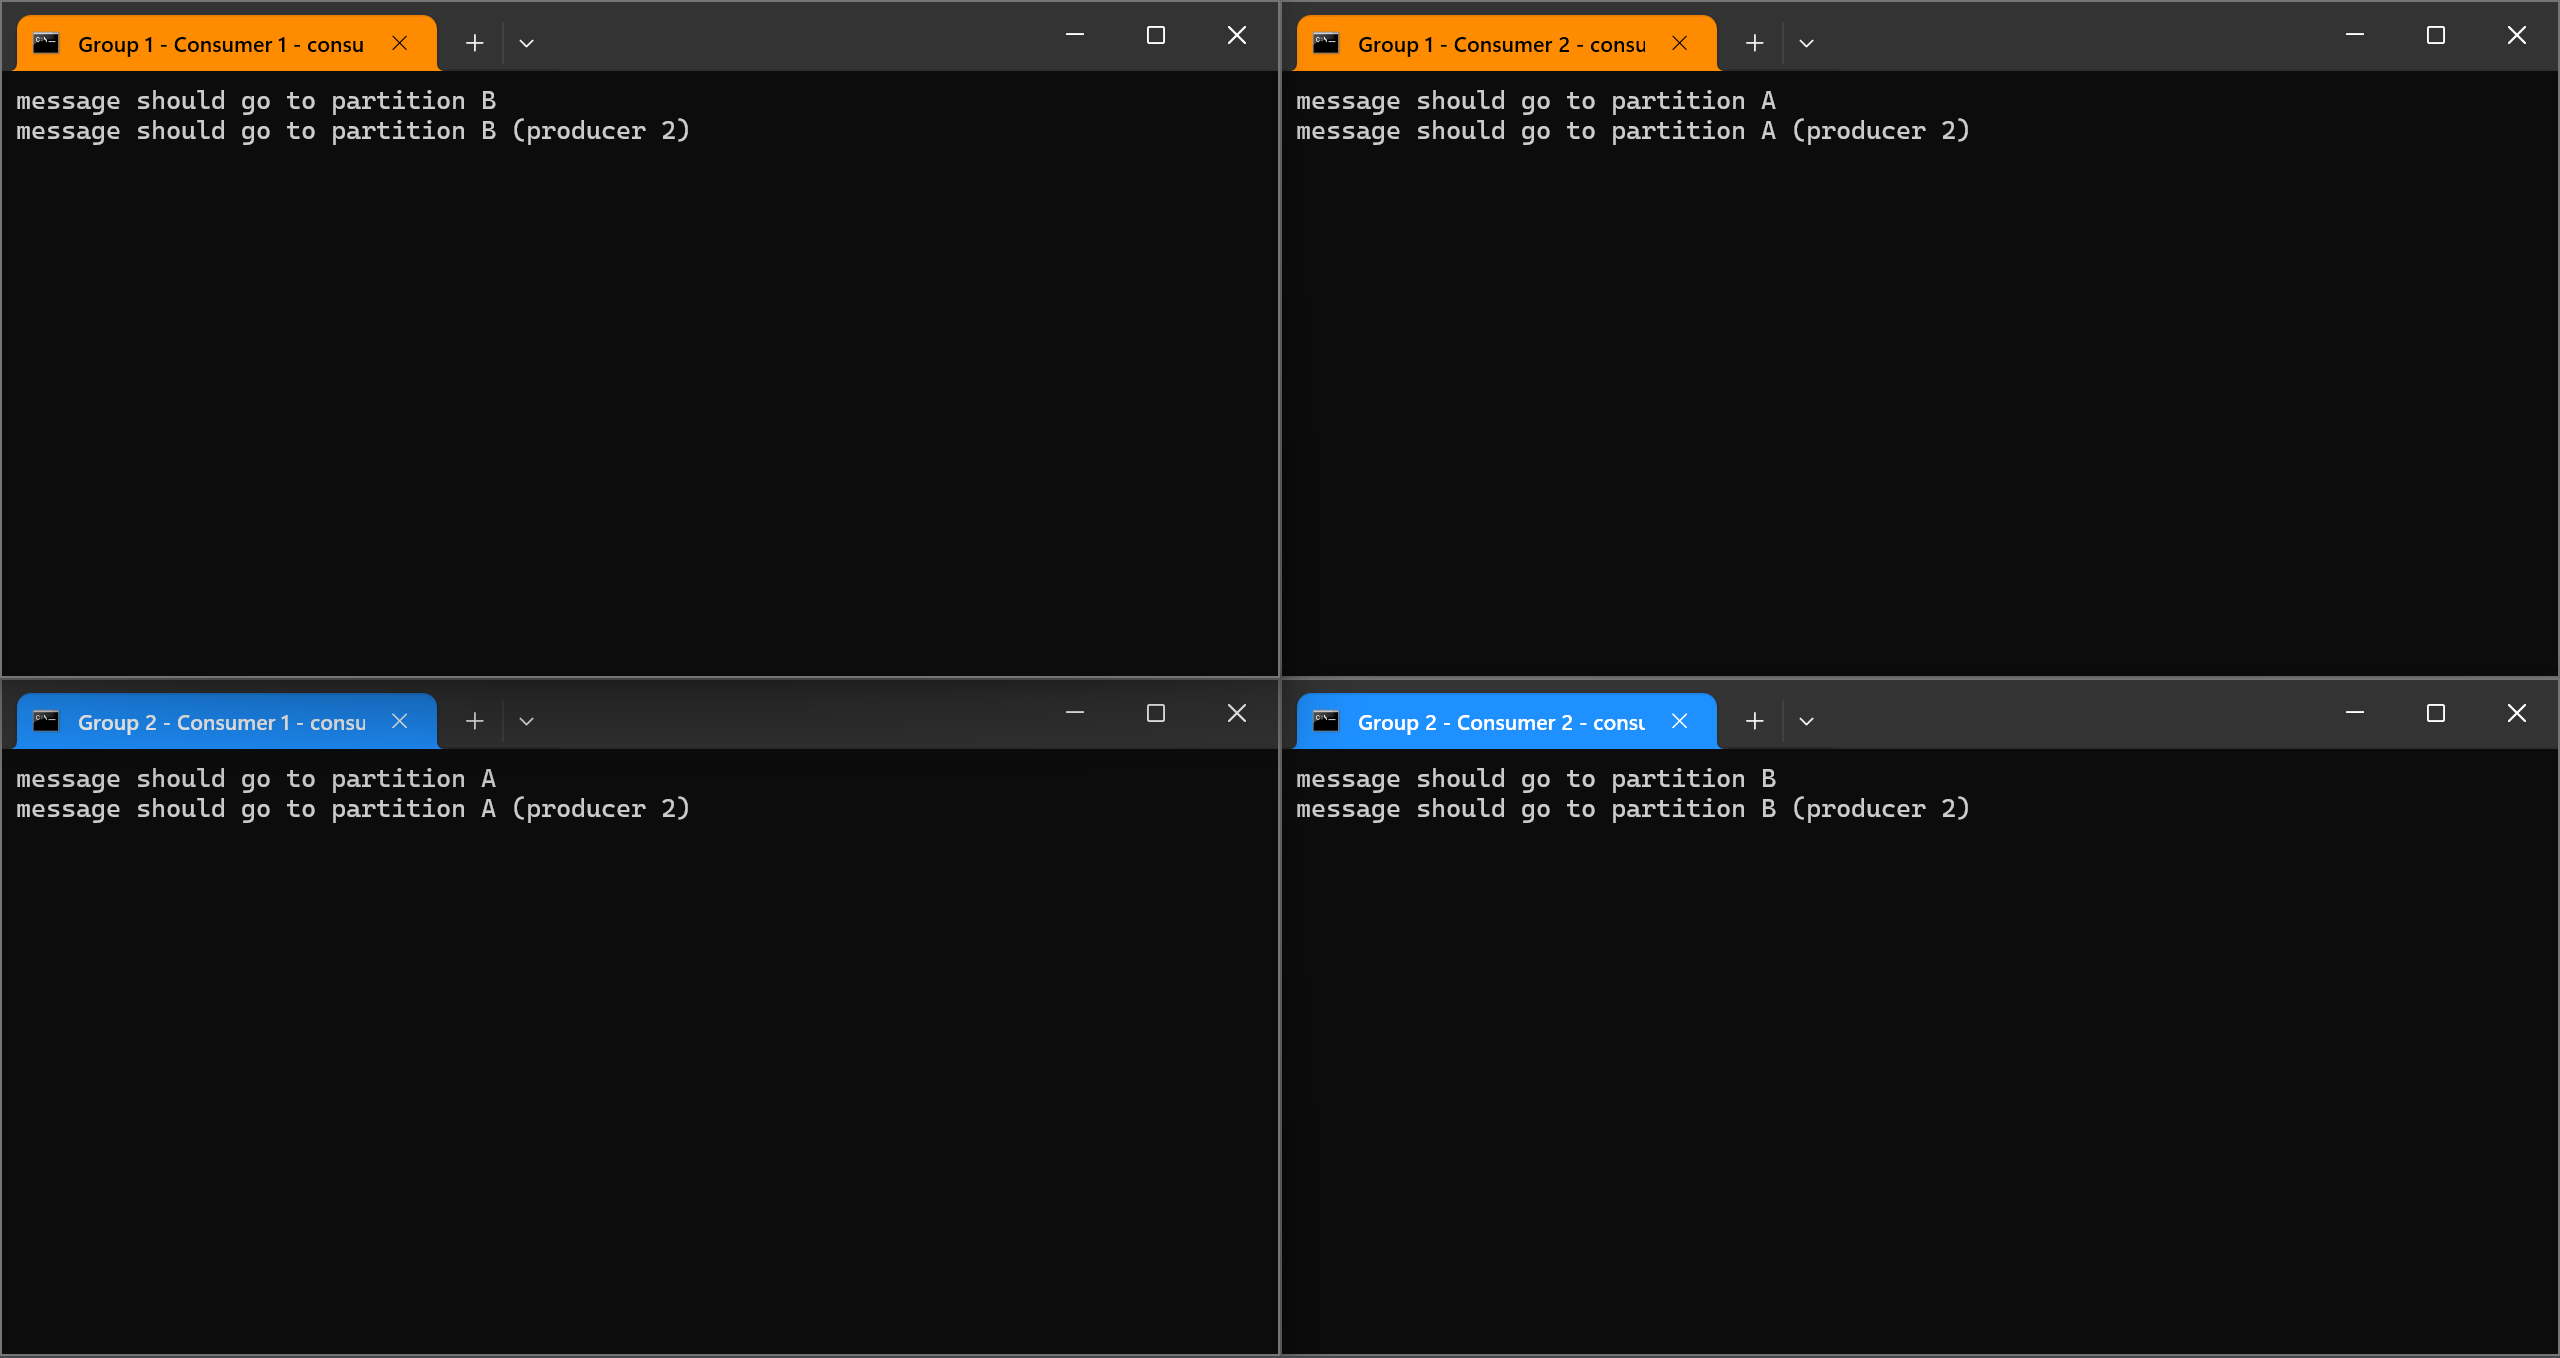 Group 1 - Consumer 1 - consu
message should go to partition B
message should go to partition B (producer 2)
Group 1 - Consumer 2 - consu
message should go to partition A
message should go to partition A (producer 2)
Group 2 - Consumer 1 - consu
message should go to partition A
message should go to partition A (producer 2)
Group 2 - Consumer 2 - consu
message should go to partition B
message should go to partition B (producer 2)